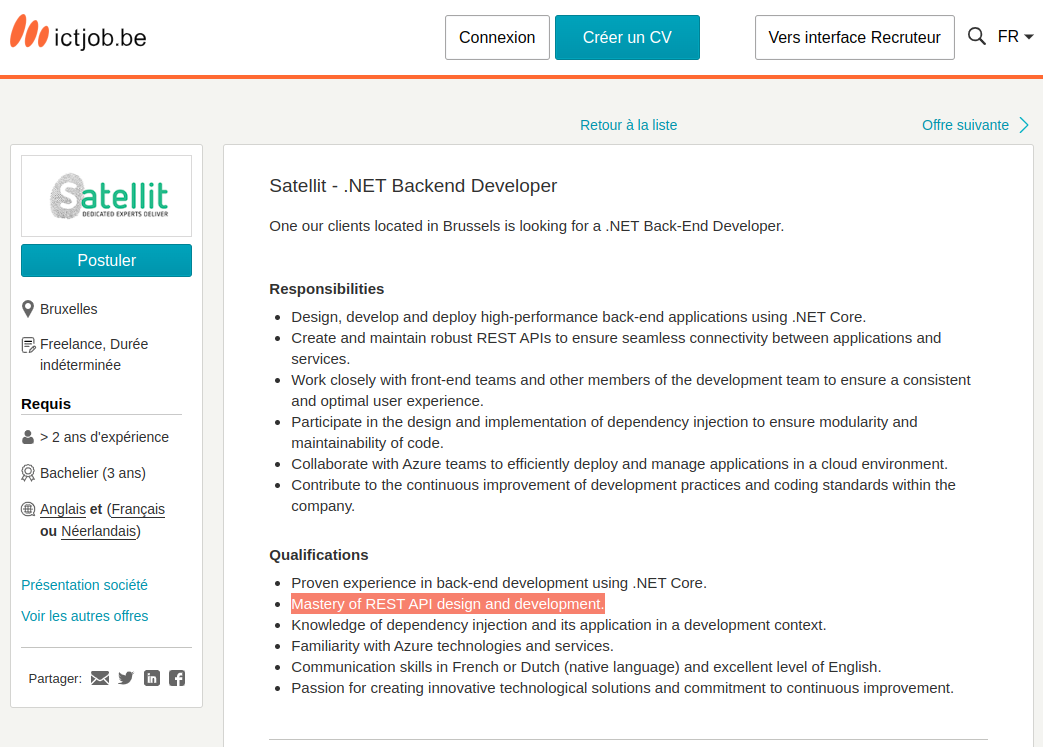 ictjob.be
Connexion
Créer un CV
Vers interface Recruteur
FR
Retour à la liste
Offre suivante
Satellit
DEDICATED EXPERTS DELIVER
Postuler
Bruxelles
Freelance, Durée
indéterminée
Requis
> 2 ans d'expérience
Bachelier (3 ans)
Anglais et (Français
ou Néerlandais)
Présentation société
Voir les autres offres
Partager:
Satellit - .NET Backend Developer
One our clients located in Brussels is looking for a .NET Back-End Developer.
Responsibilities
Design, develop and deploy high-performance back-end applications using .NET Core.
Create and maintain robust REST APIs to ensure seamless connectivity between applications and
services.
Work closely with front-end teams and other members of the development team to ensure a consistent
and optimal user experience.
Participate in the design and implementation of dependency injection to ensure modularity and
maintainability of code.
Collaborate with Azure teams to efficiently deploy and manage applications in a cloud environment.
Contribute to the continuous improvement of development practices and coding standards within the
company.
Qualifications
Proven experience in back-end development using .NET Core.
Mastery of REST API design and development.
Knowledge of dependency injection and its application in a development context.
Familiarity with Azure technologies and services.
Communication skills in French or Dutch (native language) and excellent level of English.
Passion for creating innovative technological solutions and commitment to continuous improvement.